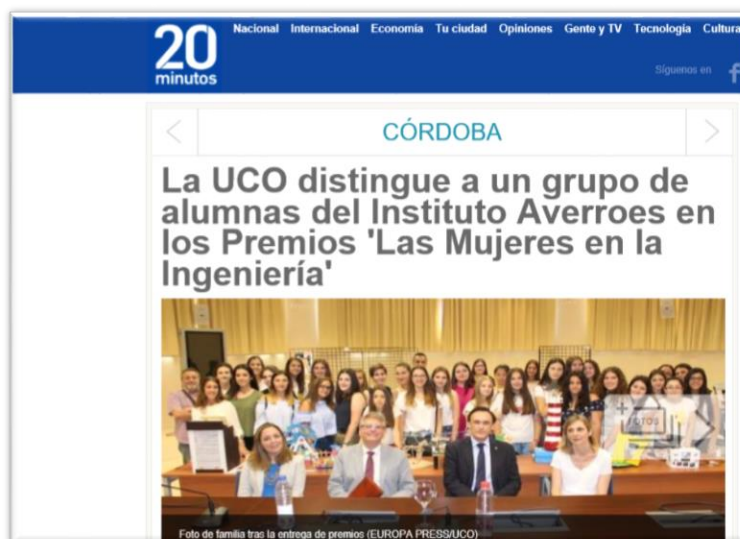 20
minutos
Nacional Internacional Economía Tu ciudad Opiniones Gente y TV Tecnología Cultura
Síguenos en
CÓRDOBA
La UCO distingue a un grupo de
alumnas del Instituto Averroes en
los Premios 'Las Mujeres en la
Ingeniería'
+
FOTOS
Foto de familia tras la entrega de premios (EUROPA PRESS/UCO)